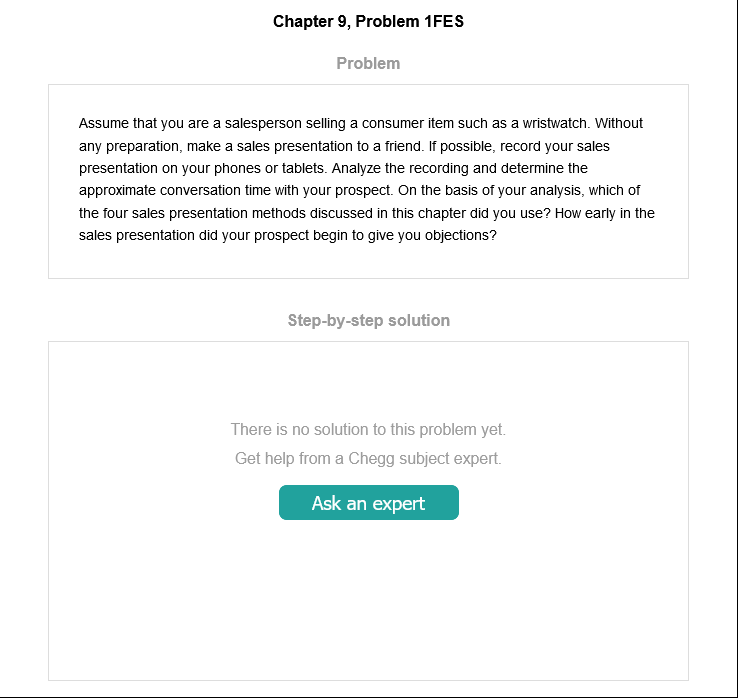 Chapter 9, Problem 1FES
Problem
Assume that you are a salesperson selling a consumer item such as a wristwatch. Without
any preparation, make a sales presentation to a friend. If possible, record your sales
presentation on your phones or tablets. Analyze the recording and determine the
approximate conversation time with your prospect. On the basis of your analysis, which of
the four sales presentation methods discussed in this chapter did you use? How early in the
sales presentation did your prospect begin to give you objections?
Step-by-step solution
There is no solution to this problem yet.
Get help from a Chegg subject expert.
Ask an expert